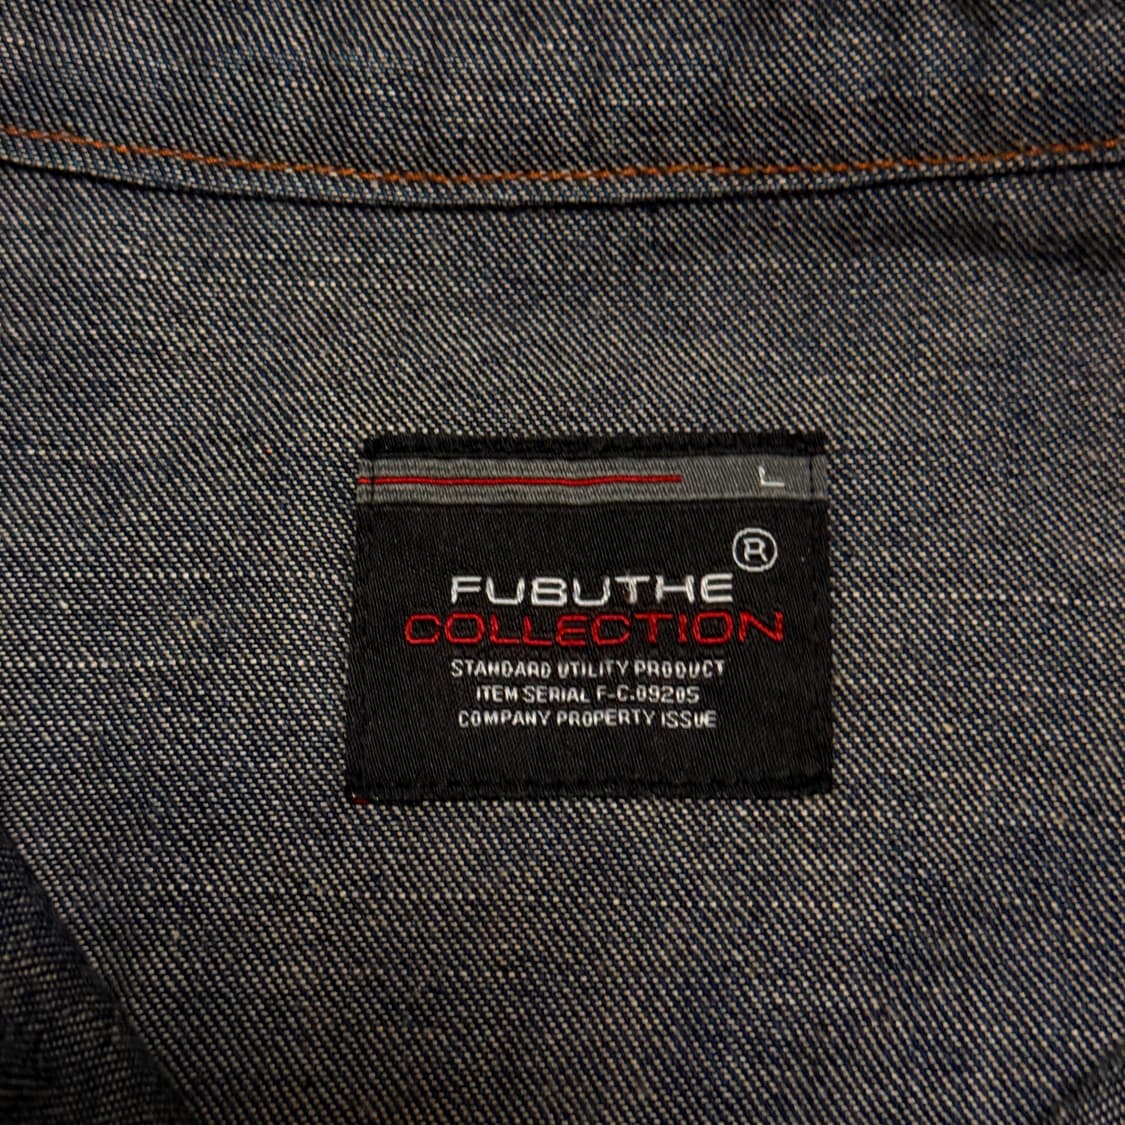 L
®
FUBUTHE
COLLECTION
STANDARD UTILITY PRODUCT
ITEM SERIAL F-C.09205
COMPANY PROPERTY ISSUE